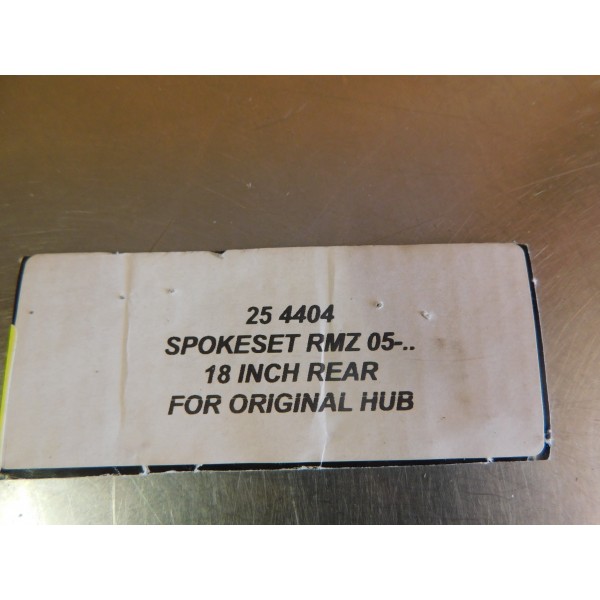 25 4404
SPOKESET RMZ 05-..
18 INCH REAR
FOR ORIGINAL HUB